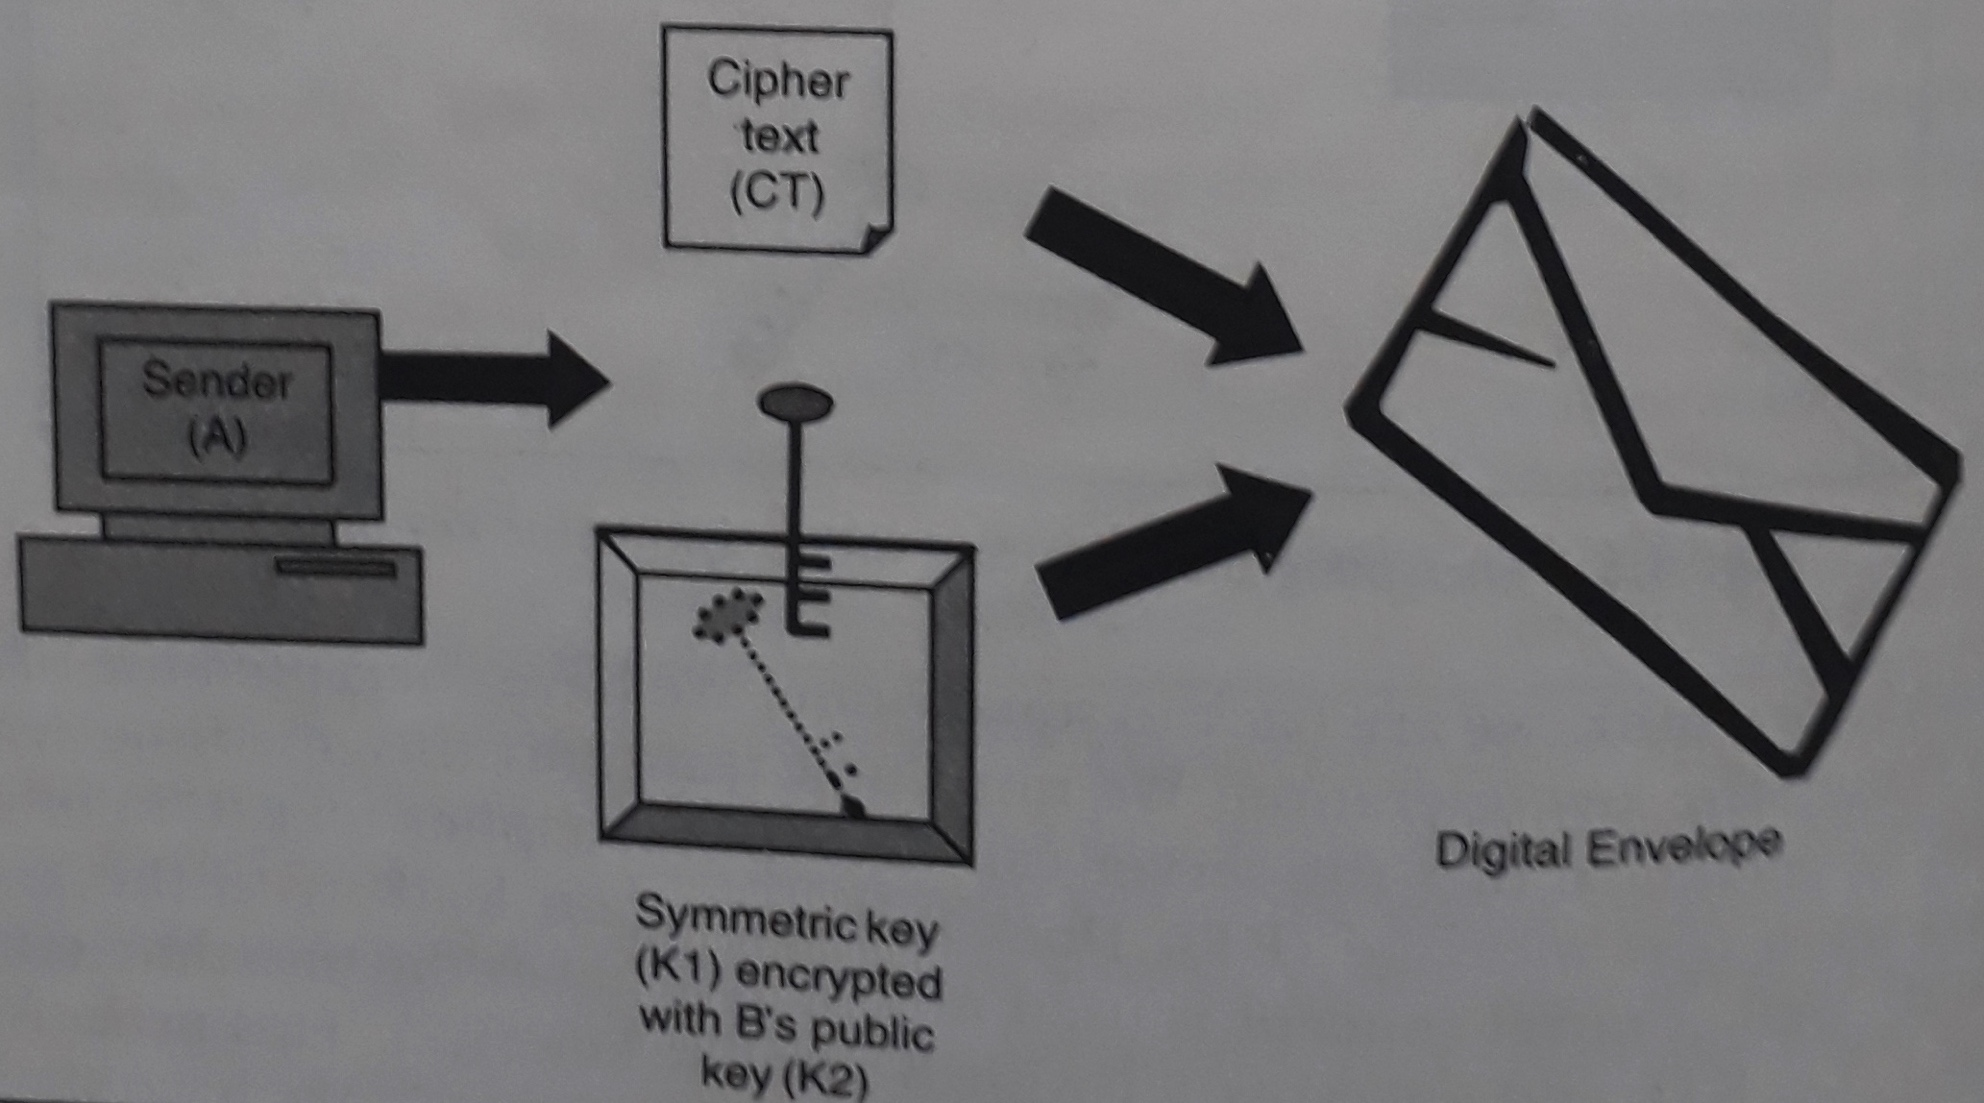 Cipher
text
(CT)
Sender
(A)
Symmetric key
(K1) encrypted
with B's public
key (K2)
Digital Envelope